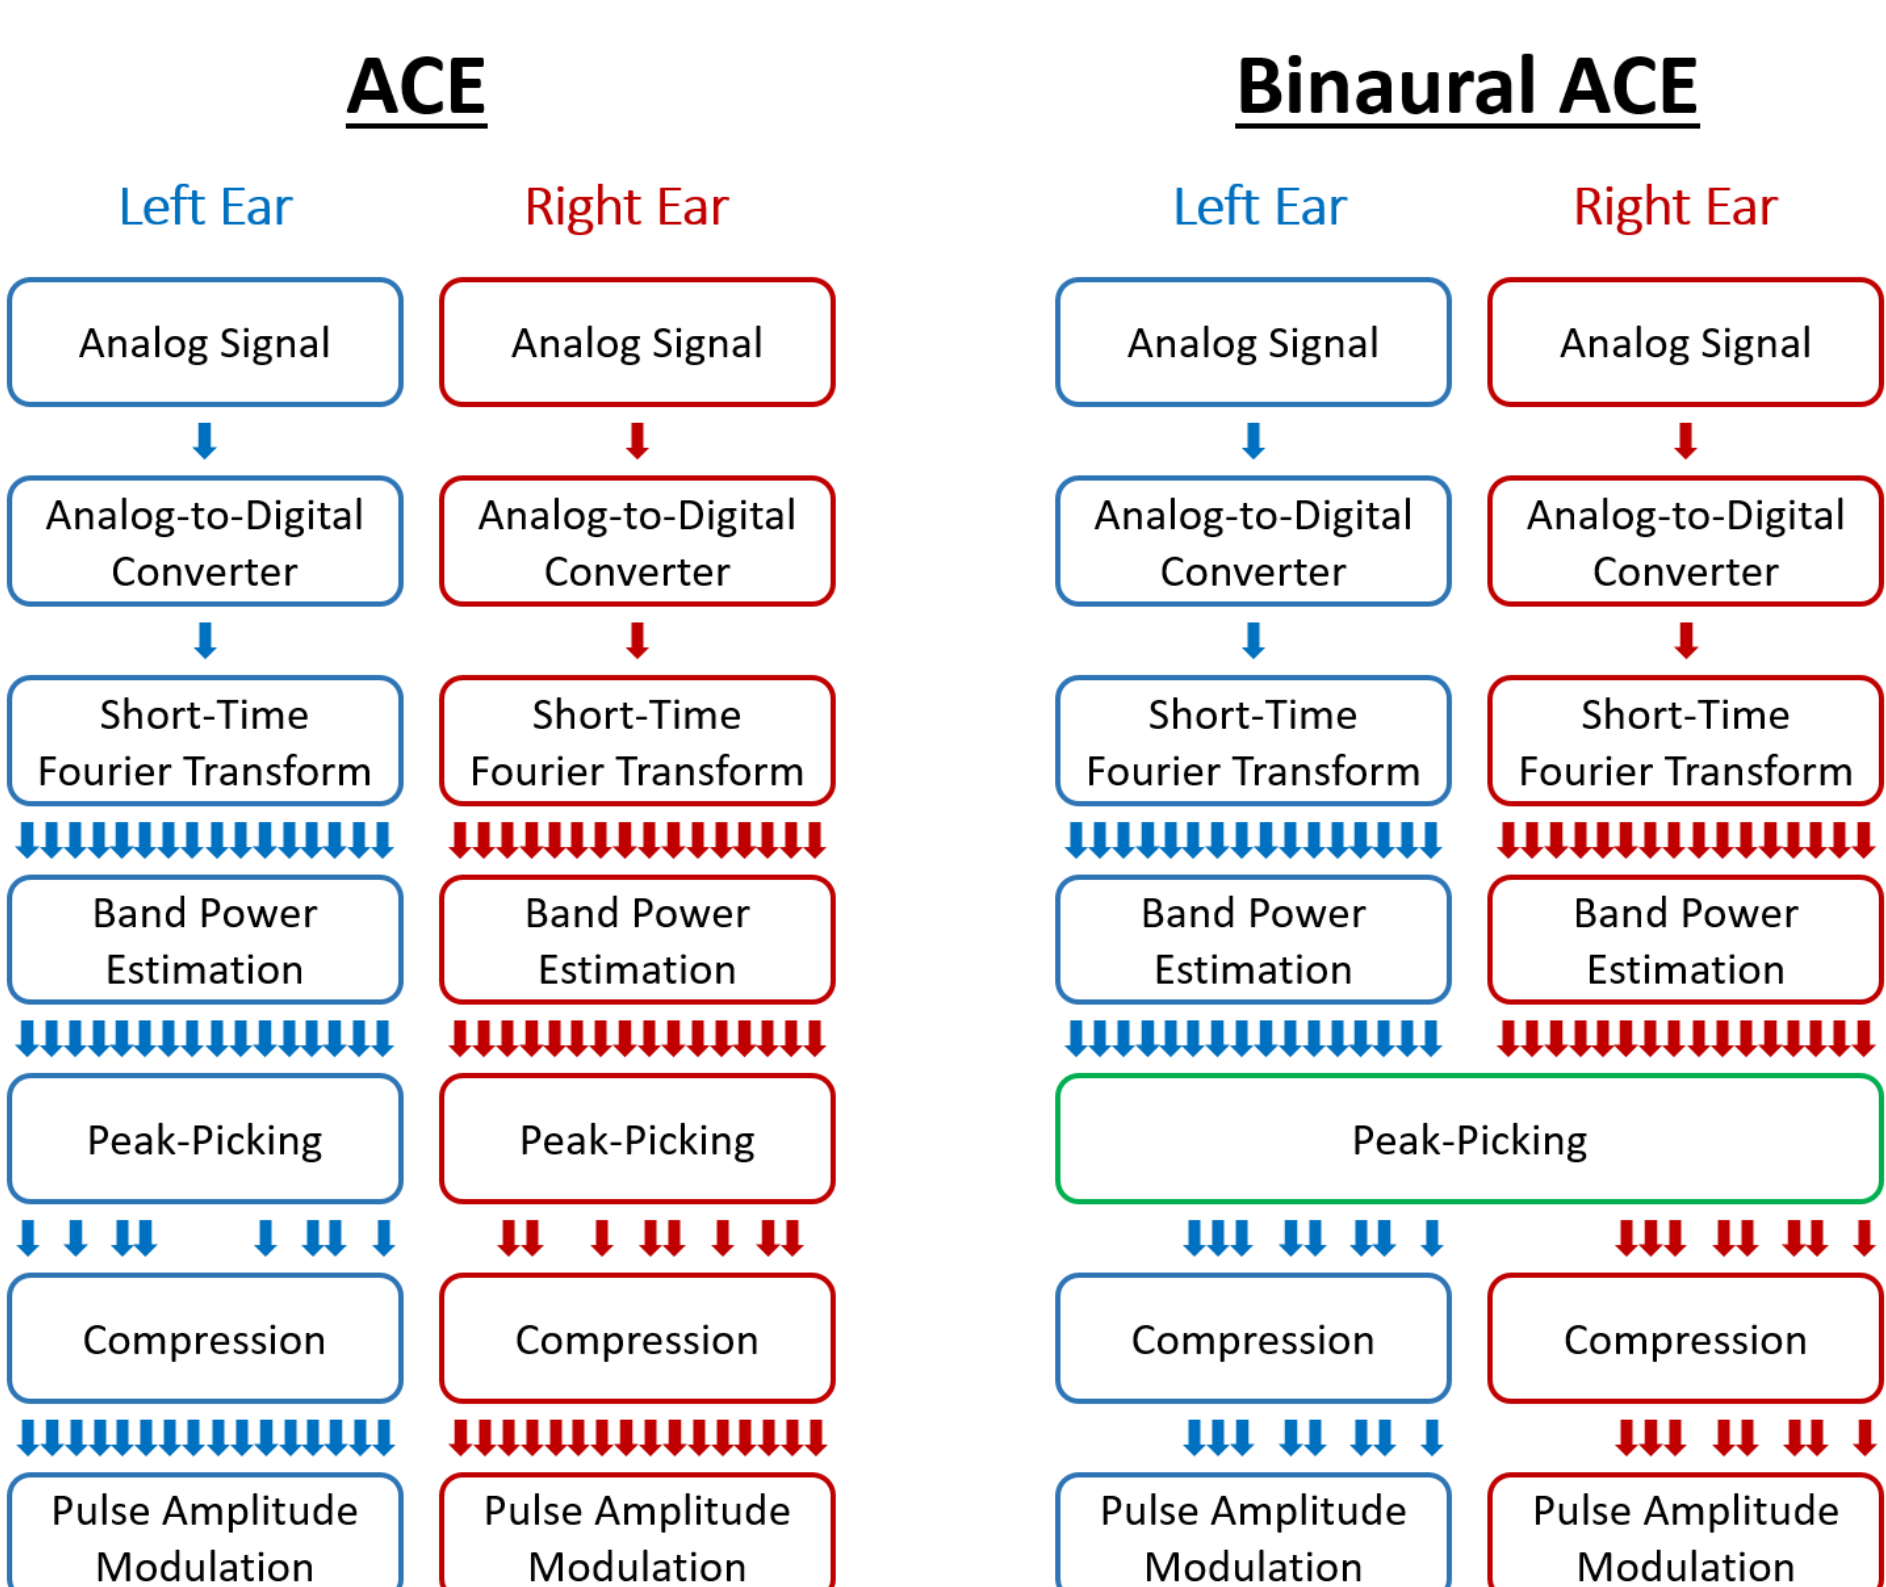 ACE
Left Ear
Right Ear
Analog Signal
Analog Signal
Analog-to-Digital
Converter
Analog-to-Digital
Converter
Short-Time
Fourier Transform
Short-Time
Fourier Transform
Band Power
Estimation
Band Power
Estimation
Peak-Picking
Peak-Picking
Compression
Compression
Pulse Amplitude
Modulation
Pulse Amplitude
Modulation
Binaural ACE
Left Ear
Right Ear
Analog Signal
Analog Signal
Analog-to-Digital
Converter
Analog-to-Digital
Converter
Short-Time
Fourier Transform
Short-Time
Fourier Transform
Band Power
Estimation
Band Power
Estimation
Peak-Picking
Compression
Compression
Pulse Amplitude
Modulation
Pulse Amplitude
Modulation